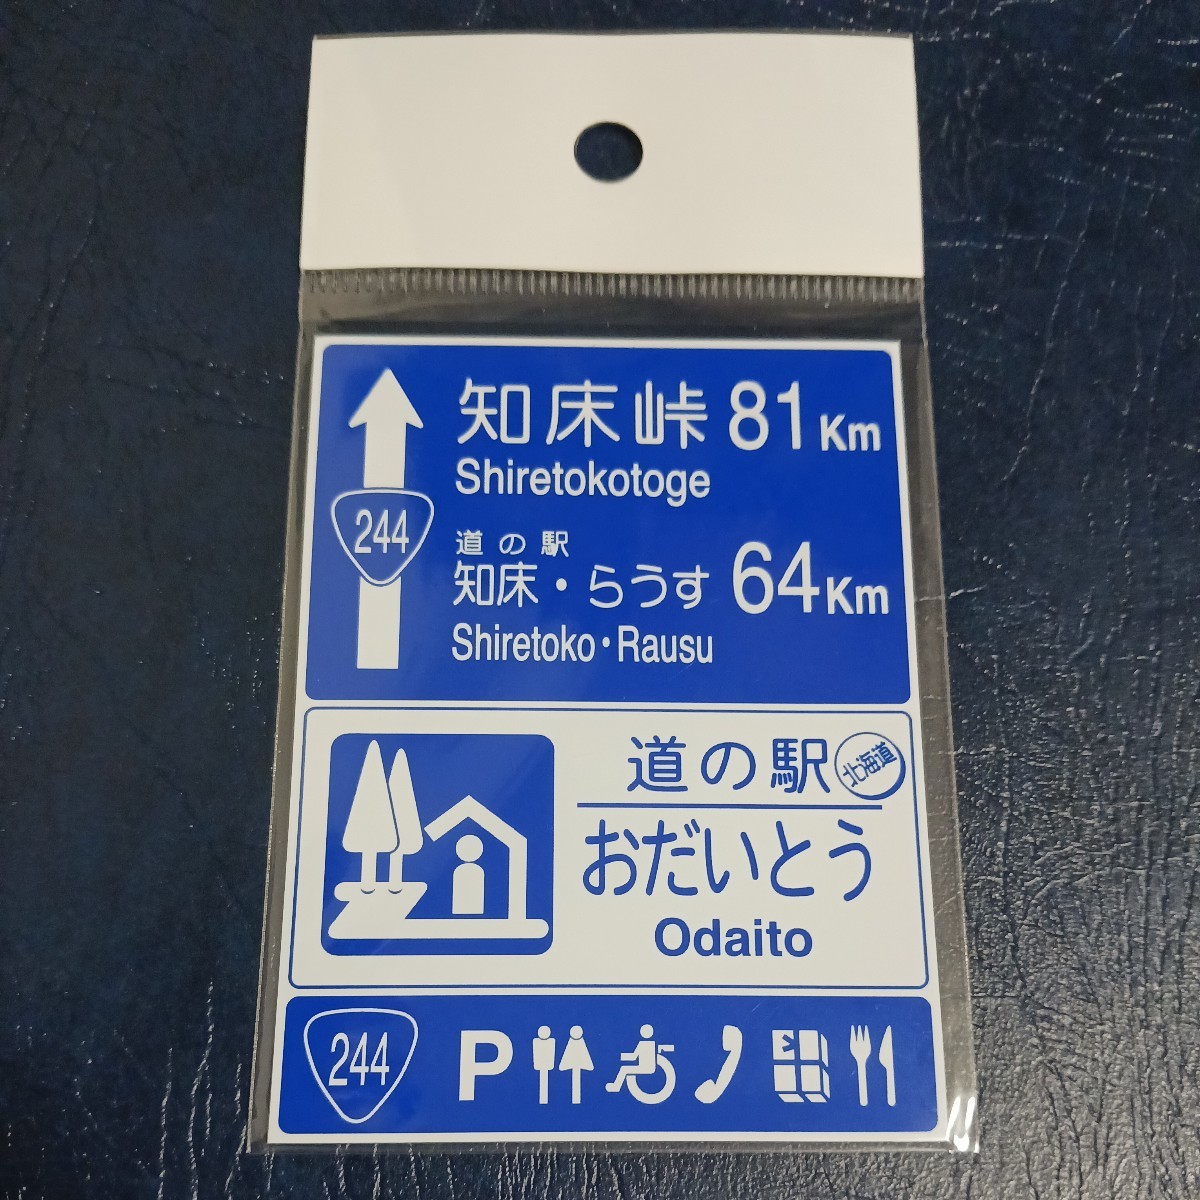 知床峠 81Km
Shiretokotoge
244
道の駅
知床・らうす 64Km
Shiretoko・Rausu
道の駅 北海道
おだいとう
Odaito
244 P